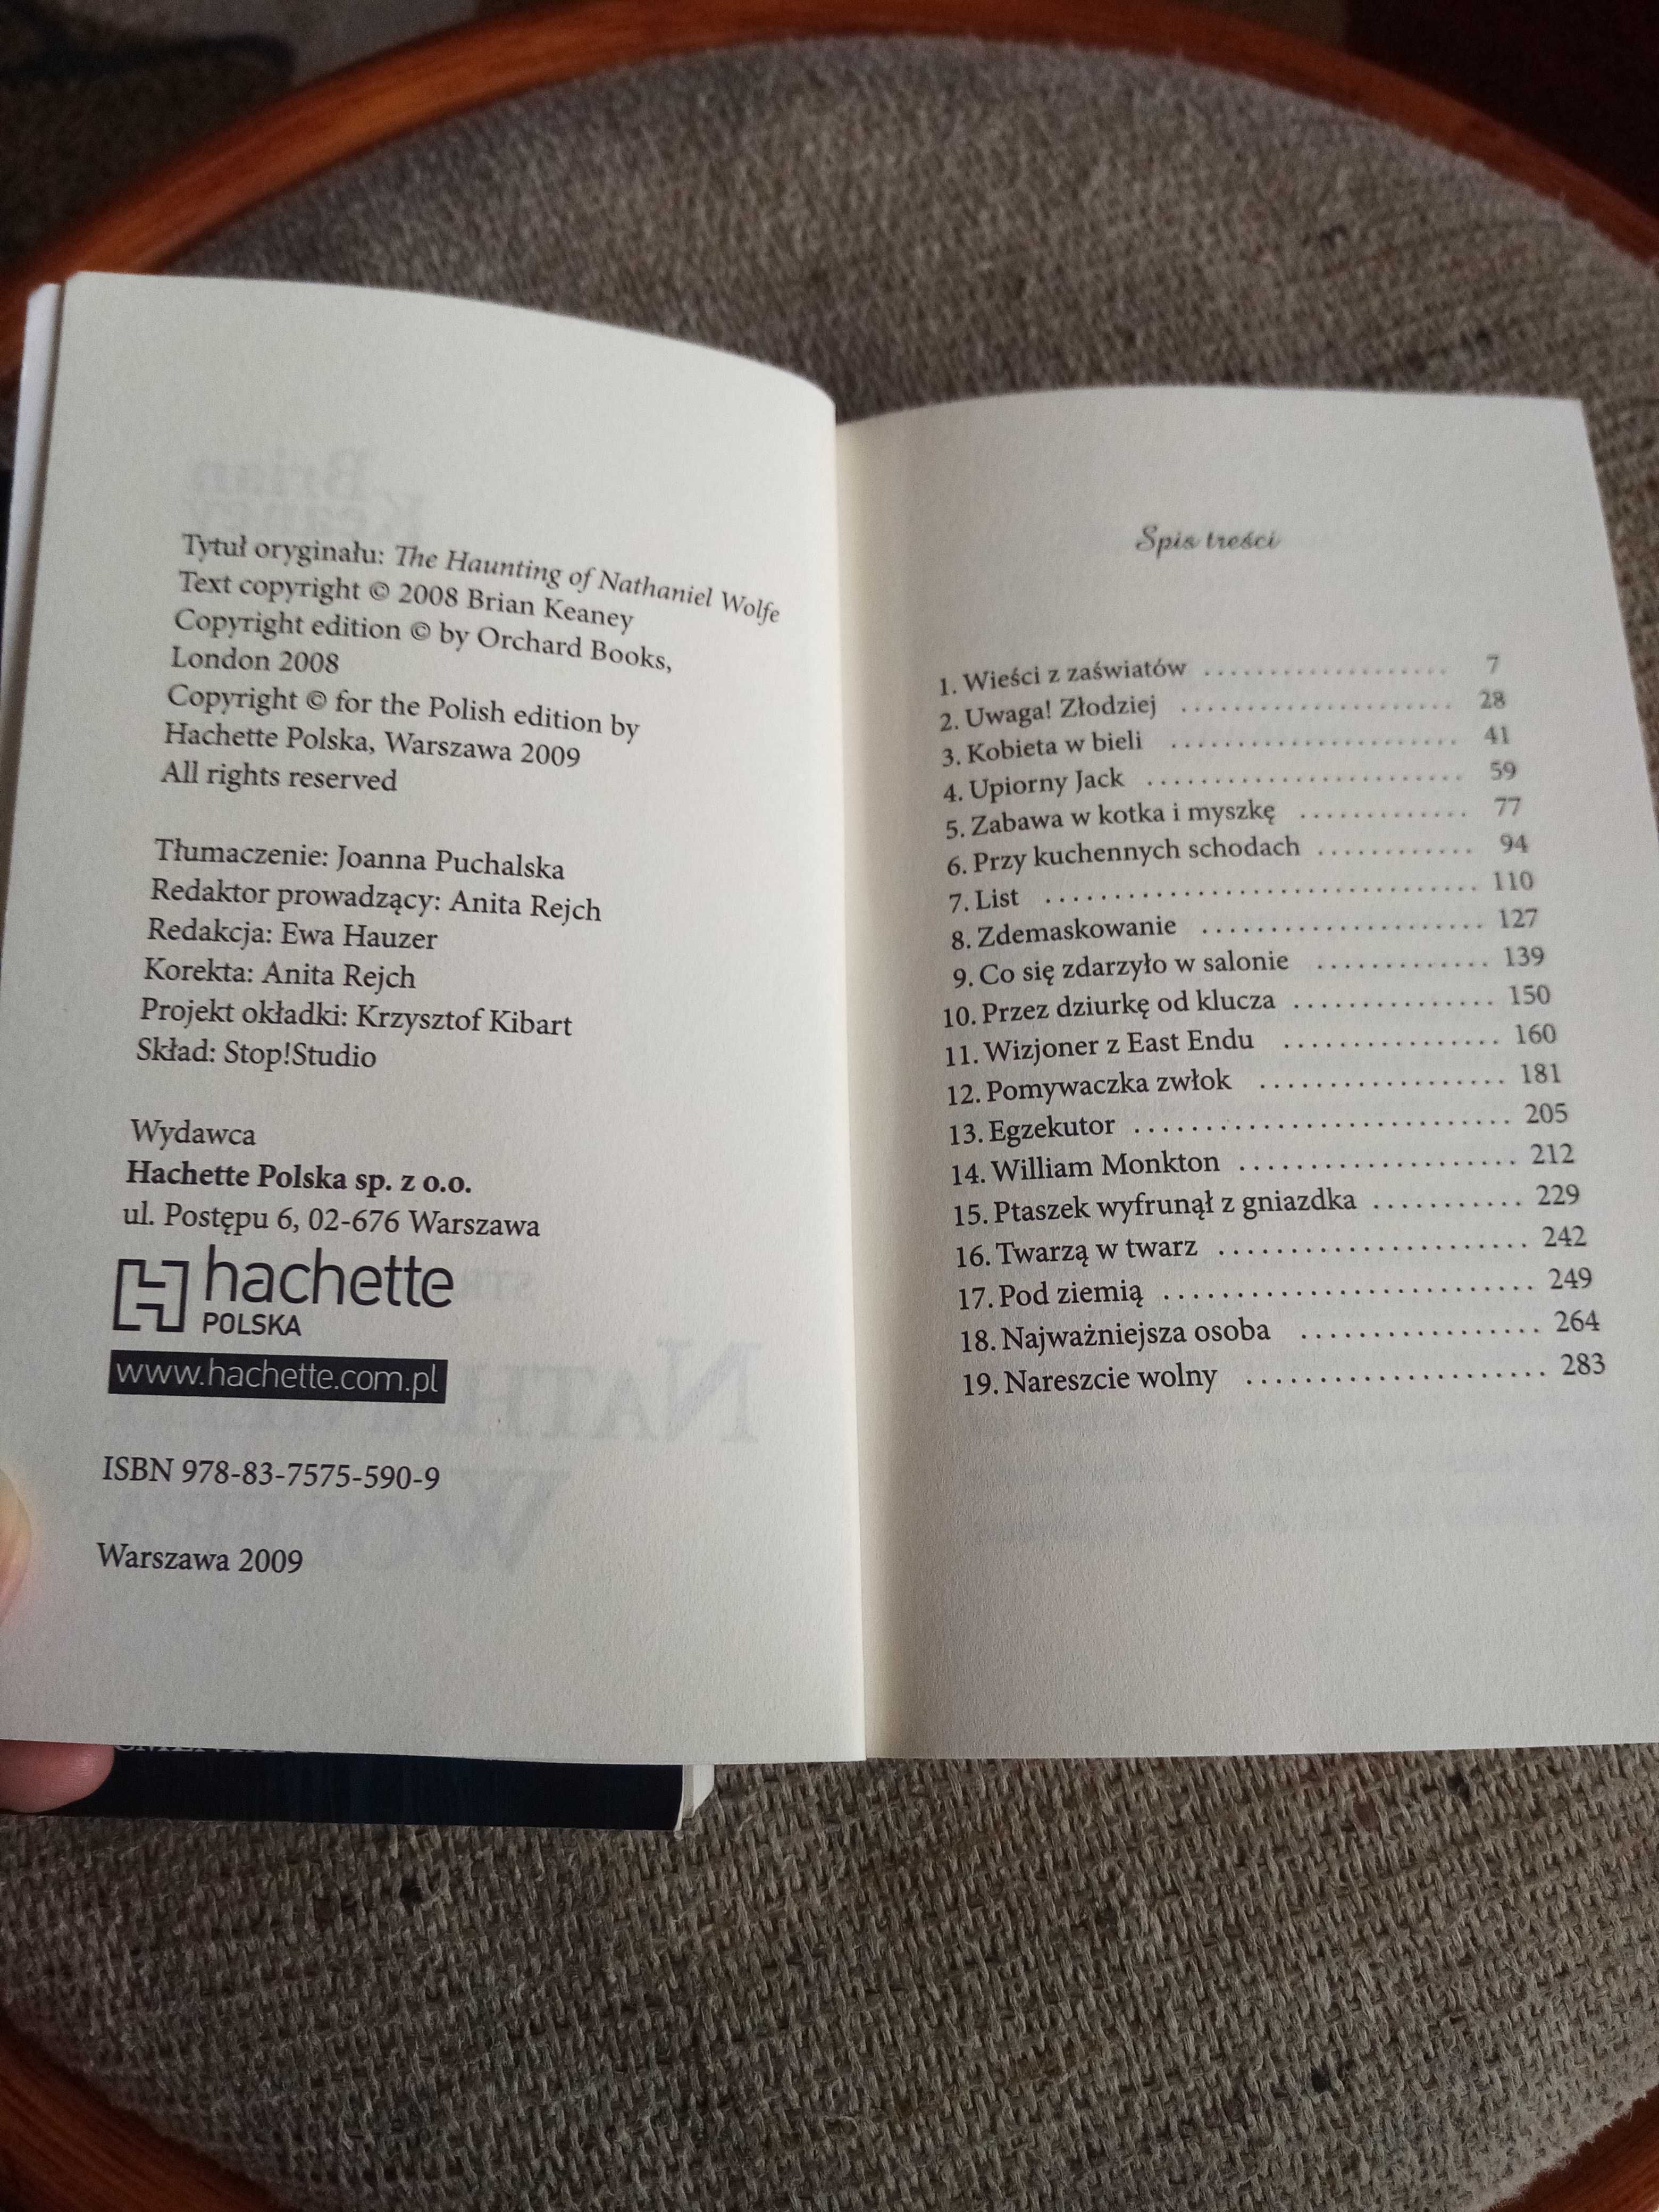 Tytuł oryginału: The Haunting of Nathaniel Wolfe
Text copyright © 2008 Brian Keaney
Copyright edition © by Orchard Books,
London 2008
Copyright © for the Polish edition by
Hachette Polska, Warszawa 2009
All rights reserved
Tłumaczenie: Joanna Puchalska
Redaktor prowadzący: Anita Rejch
Redakcja: Ewa Hauzer
Korekta: Anita Rejch
Projekt okładki: Krzysztof Kibart
Skład: Stop!Studio
Wydawca
Hachette Polska sp. z o.o.
ul. Postępu 6, 02-676 Warszawa
hachette
POLSKA
www.hachette.com.pl
ISBN 978-83-7575-590-9
Warszawa 2009
Spis treści
1. Wieści z zaświatów . . . . . . . . . . . . . . . . . . . 7
2. Uwaga! Złodziej . . . . . . . . . . . . . . . . . . . . . 28
3. Kobieta w bieli . . . . . . . . . . . . . . . . . . . . . . 41
4. Upiorny Jack . . . . . . . . . . . . . . . . . . . . . . . . 59
5. Zabawa w kotka i myszkę . . . . . . . . . . . . . 77
6. Przy kuchennych schodach . . . . . . . . . . . . 94
7. List . . . . . . . . . . . . . . . . . . . . . . . . . . . . . . . . . 110
8. Zdemaskowanie . . . . . . . . . . . . . . . . . . . . . 127
9. Co się zdarzyło w salonie . . . . . . . . . . . . . 139
10. Przez dziurkę od klucza . . . . . . . . . . . . . . . 150
11. Wizjoner z East Endu . . . . . . . . . . . . . . . . 160
12. Pomywaczka zwłok . . . . . . . . . . . . . . . . . . 181
13. Egzekutor . . . . . . . . . . . . . . . . . . . . . . . . . . . 205
14. William Monkton . . . . . . . . . . . . . . . . . . . . 212
15. Ptaszek wyfrunął z gniazdka . . . . . . . . . . . 229
16. Twarzą w twarz . . . . . . . . . . . . . . . . . . . . . . 242
17. Pod ziemią . . . . . . . . . . . . . . . . . . . . . . . . . . 249
18. Najważniejsza osoba . . . . . . . . . . . . . . . . . 264
19. Nareszcie wolny . . . . . . . . . . . . . . . . . . . . . 283